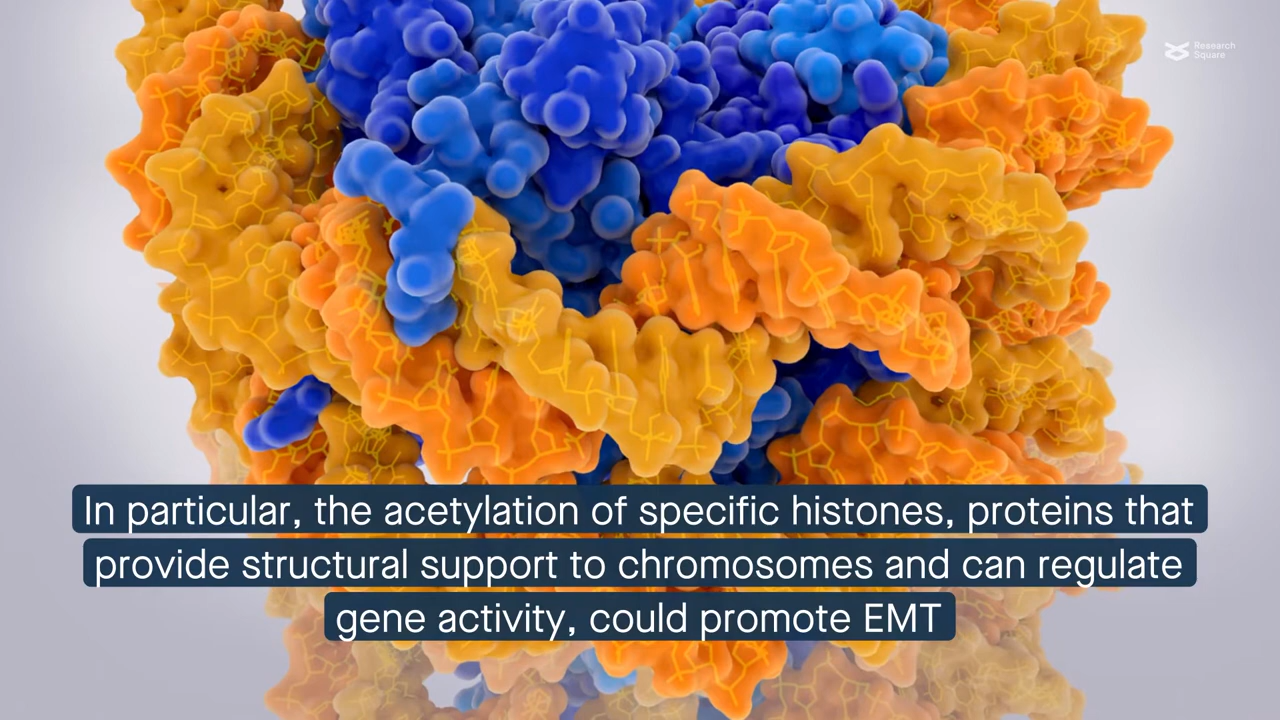 Research
Square
In particular, the acetylation of specific histones, proteins that
provide structural support to chromosomes and can regulate
gene activity, could promote EMT